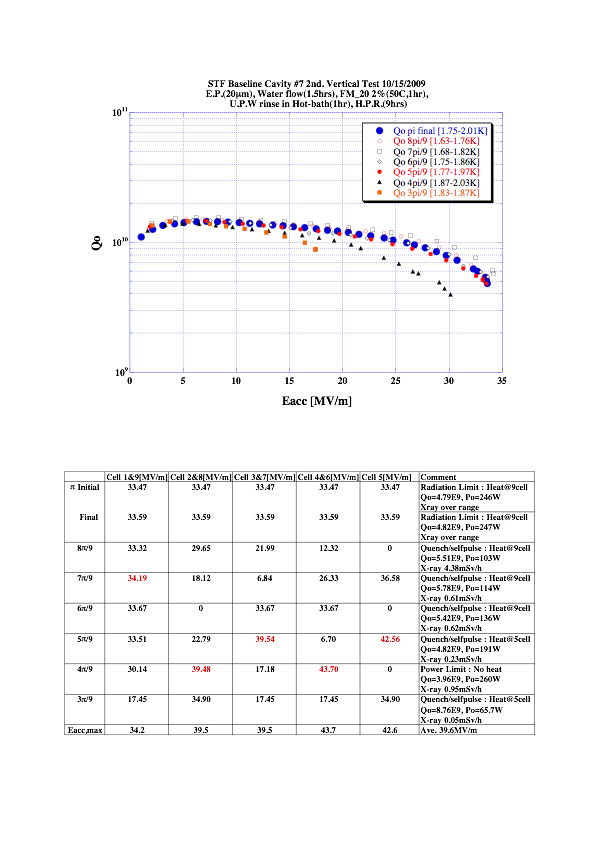 STF Baseline Cavity #7 2nd. Vertical Test 10/15/2009
E.P.(20μm), Water flow(1.5hrs), FM_20 2%(50C,1hr),
U.P.W rinse in Hot-bath(1hr), H.P.R.(9hrs)
10¹¹
Qo pi final [1.75-2.01K]
Qo 8pi/9 [1.63-1.76K]
Qo 7pi/9 [1.68-1.82K]
Qo 6pi/9 [1.75-1.86K]
Qo 5pi/9 [1.77-1.97K]
Qo 4pi/9 [1.87-2.03K]
Qo 3pi/9 [1.83-1.87K]
Qo
10¹⁰
10⁹
0 5 10 15 20 25 30 35
Eacc [MV/m]
Cell 1&9[MV/m] Cell 2&8[MV/m] Cell 3&7[MV/m] Cell 4&6[MV/m] Cell 5[MV/m] Comment
π Initial 33.47 33.47 33.47 33.47 33.47 Radiation Limit : Heat@9cell
Qo=4.79E9, Po=246W
Xray over range
Final 33.59 33.59 33.59 33.59 33.59 Radiation Limit : Heat@9cell
Qo=4.82E9, Po=247W
Xray over range
8π/9 33.32 29.65 21.99 12.32 0 Quench/selfpulse : Heat@9cell
Qo=5.51E9, Po=103W
X-ray 4.38mSv/h
7π/9 34.19 18.12 6.84 26.33 36.58 Quench/selfpulse : Heat@9cell
Qo=5.78E9, Po=114W
X-ray 0.61mSv/h
6π/9 33.67 0 33.67 33.67 0 Quench/selfpulse : Heat@9cell
Qo=5.42E9, Po=136W
X-ray 0.62mSv/h
5π/9 33.51 22.79 39.54 6.70 42.56 Quench/selfpulse : Heat@5cell
Qo=4.82E9, Po=191W
X-ray 0.23mSv/h
4π/9 30.14 39.48 17.18 43.70 0 Power Limit : No heat
Qo=3.96E9, Po=260W
X-ray 0.95mSv/h
3π/9 17.45 34.90 17.45 17.45 34.90 Quench/selfpulse : Heat@5cell
Qo=8.76E9, Po=65.7W
X-ray 0.05mSv/h
Eacc,max 34.2 39.5 39.5 43.7 42.6 Ave. 39.6MV/m